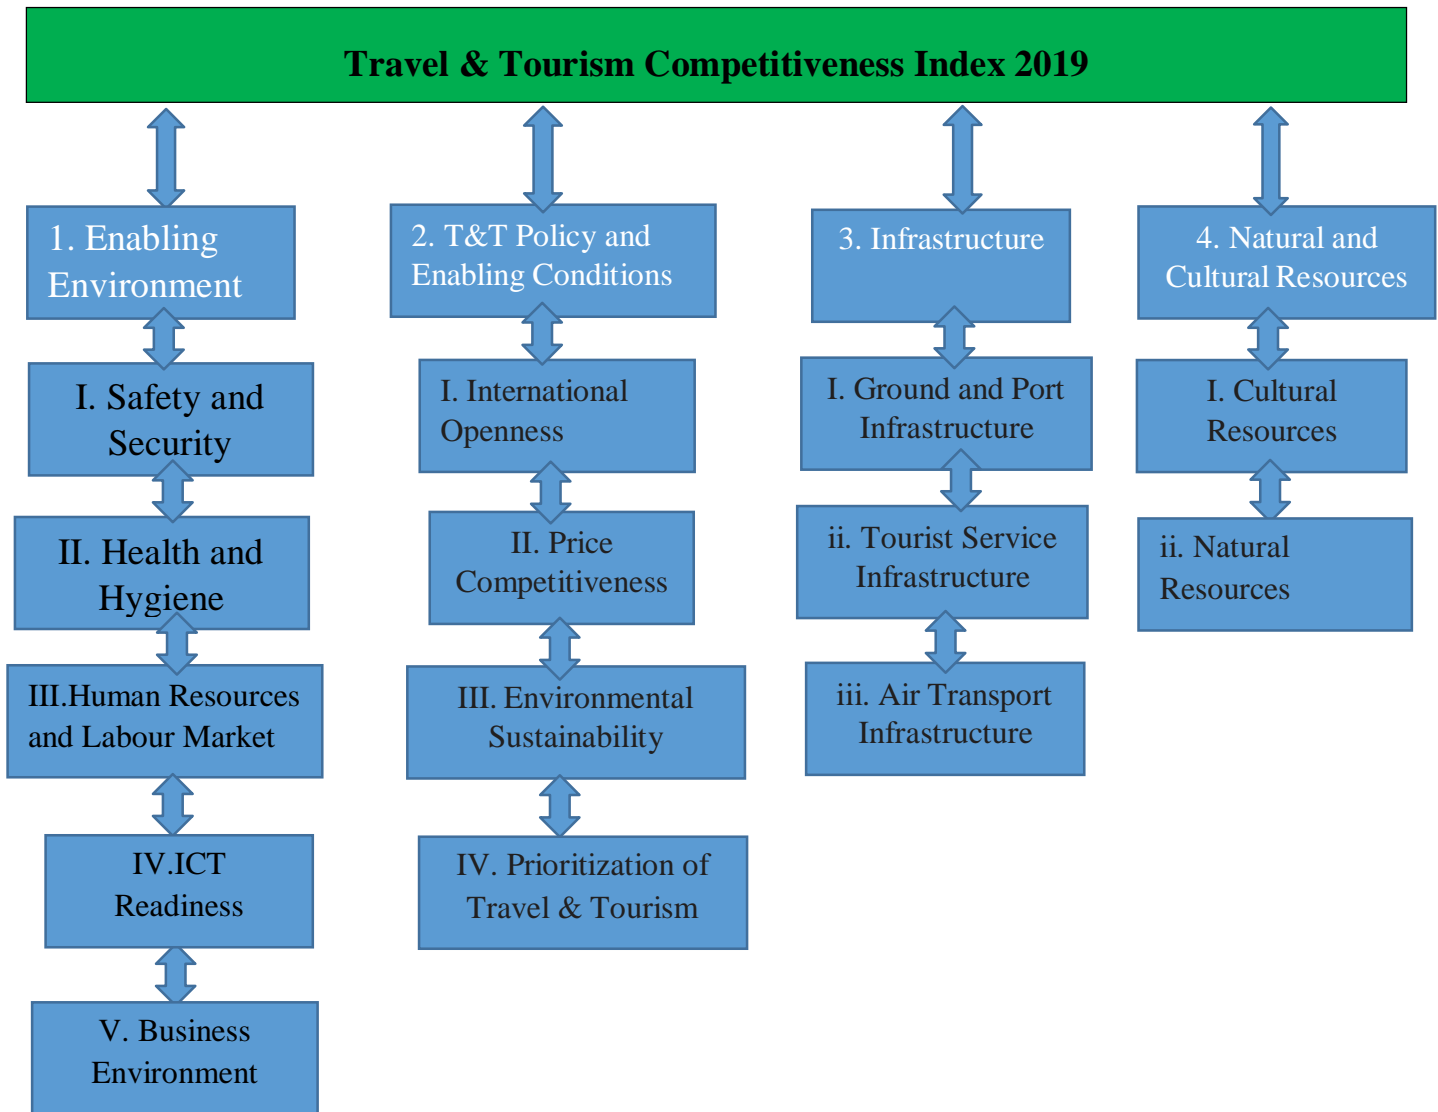 Travel & Tourism Competitiveness Index 2019
1. Enabling
Environment
I. Safety and
Security
II. Health and
Hygiene
III.Human Resources
and Labour Market
IV.ICT
Readiness
V. Business
Environment
2. T&T Policy and
Enabling Conditions
I. International
Openness
II. Price
Competitiveness
III. Environmental
Sustainability
IV. Prioritization of
Travel & Tourism
3. Infrastructure
I. Ground and Port
Infrastructure
ii. Tourist Service
Infrastructure
iii. Air Transport
Infrastructure
4. Natural and
Cultural Resources
I. Cultural
Resources
ii. Natural
Resources